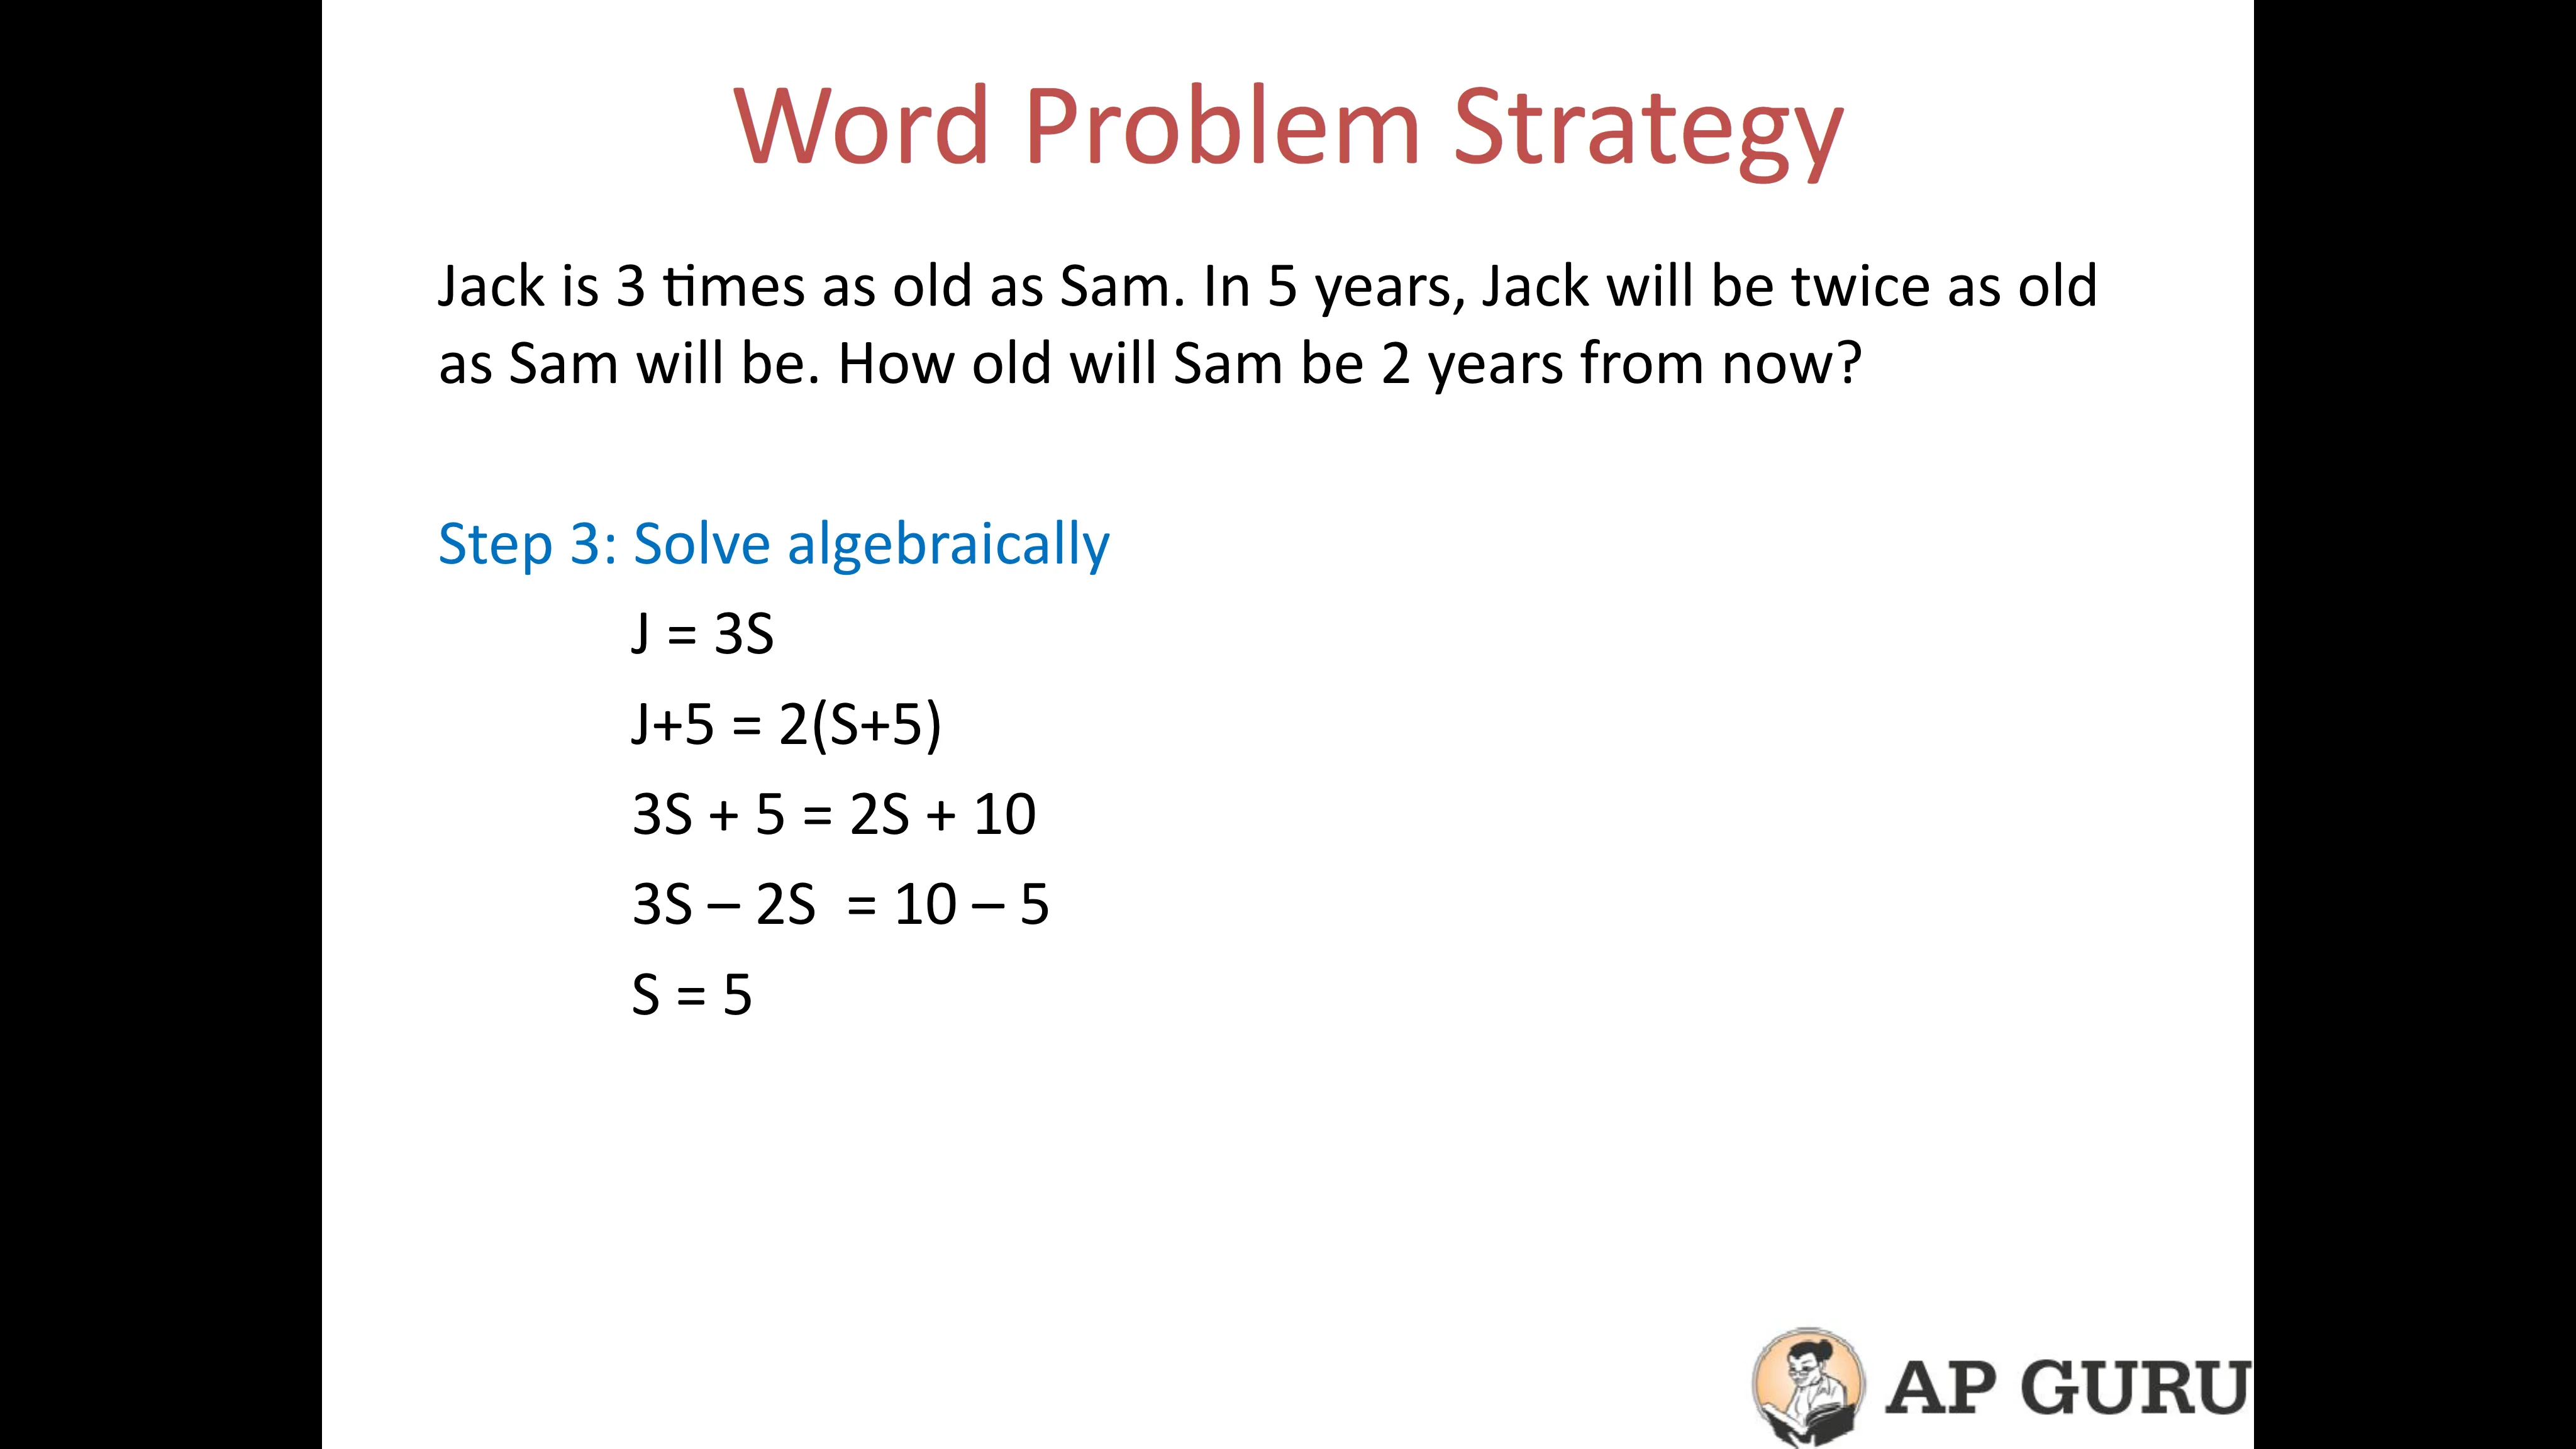 Word Problem Strategy
Jack is 3 times as old as Sam. In 5 years, Jack will be twice as old
as Sam will be. How old will Sam be 2 years from now?
Step 3: Solve algebraically
J = 3S
J+5 = 2(S+5)
3S + 5 = 2S + 10
3S – 2S  = 10 – 5
S = 5
AP GURU